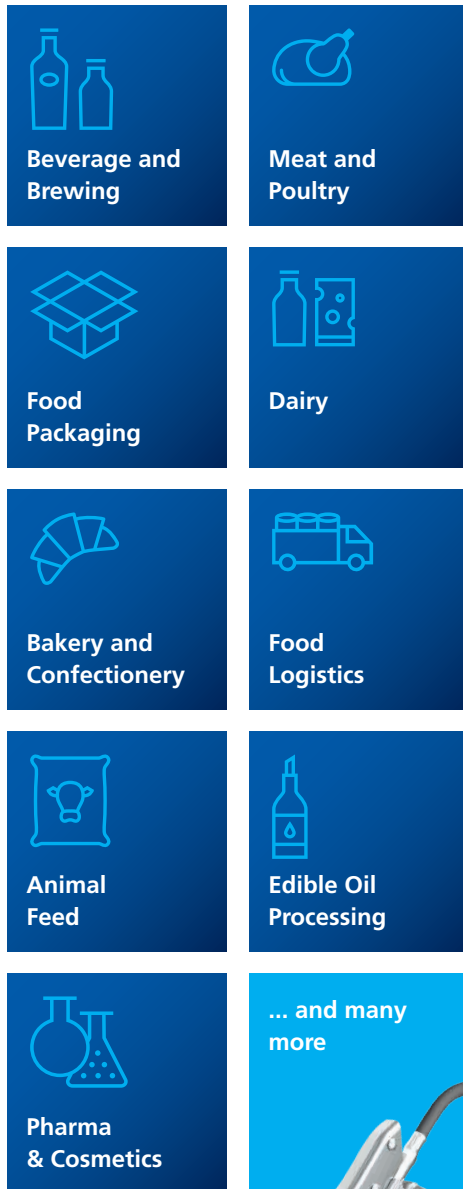 Beverage and
Brewing
Meat and
Poultry
Food
Packaging
Dairy
Bakery and
Confectionery
Food
Logistics
Animal
Feed
Edible Oil
Processing
Pharma
& Cosmetics
... and many
more